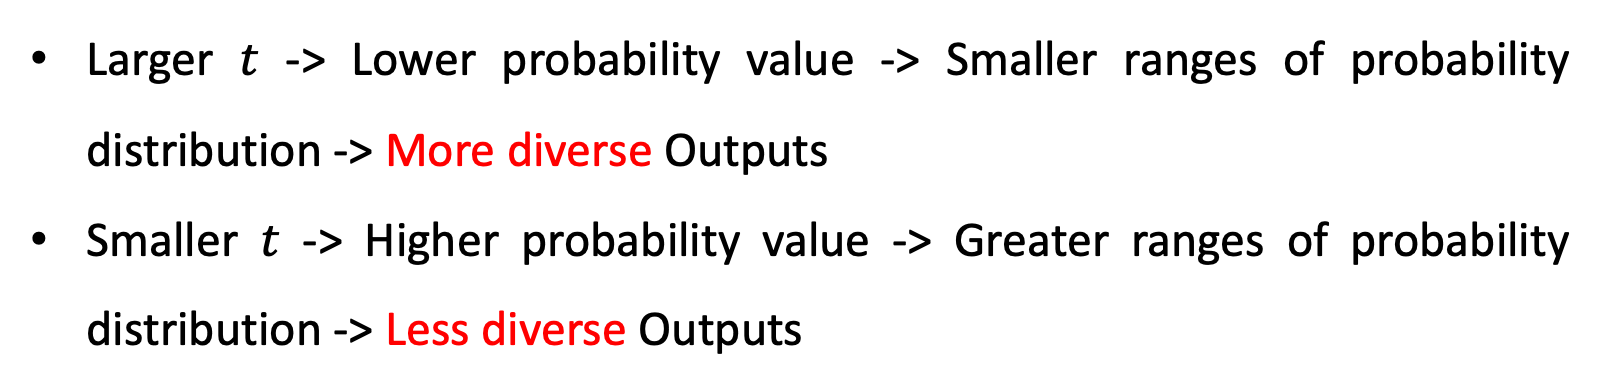 • Larger t -> Lower probability value -> Smaller ranges of probability
distribution -> More diverse Outputs
• Smaller t -> Higher probability value -> Greater ranges of probability
distribution -> Less diverse Outputs